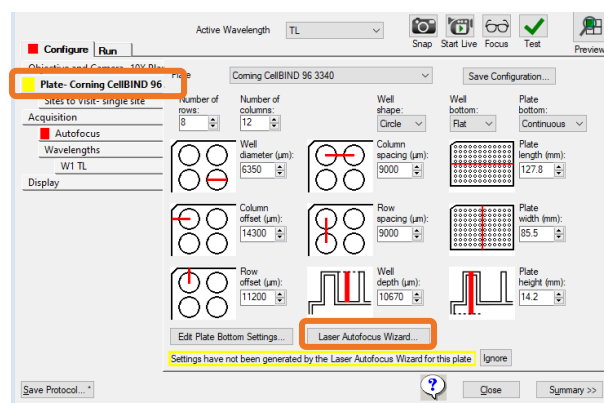 Active Wavelength TL
Snap Start Live Focus Test Preview
Configure Run
Plate- Corning CellBIND 96
Plate Corning CellBIND 96 3340 Save Configuration...
Sites to Visit- single site
Acquisition
Autofocus
Wavelengths
W1 TL
Display
Number of rows: Number of columns: Well shape: Well bottom: Plate bottom:
8 12 Circle Flat Continuous
Well diameter (µm): Column spacing (µm): Plate length (mm):
6350 9000 127.8
Column offset (µm): Row spacing (µm): Plate width (mm):
14300 9000 85.5
Row offset (µm): Well depth (µm): Plate height (mm):
11200 10670 14.2
Edit Plate Bottom Settings... Laser Autofocus Wizard...
Settings have not been generated by the Laser Autofocus Wizard for this plate Ignore
Save Protocol...* ? Close Summary >>